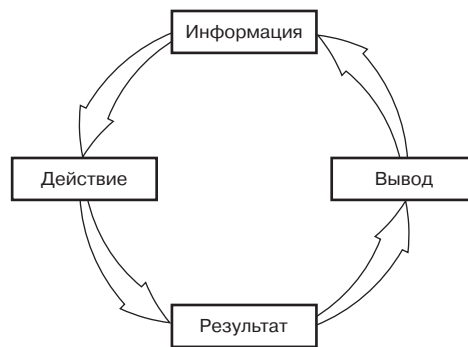 Информация
Действие
Вывод
Результат